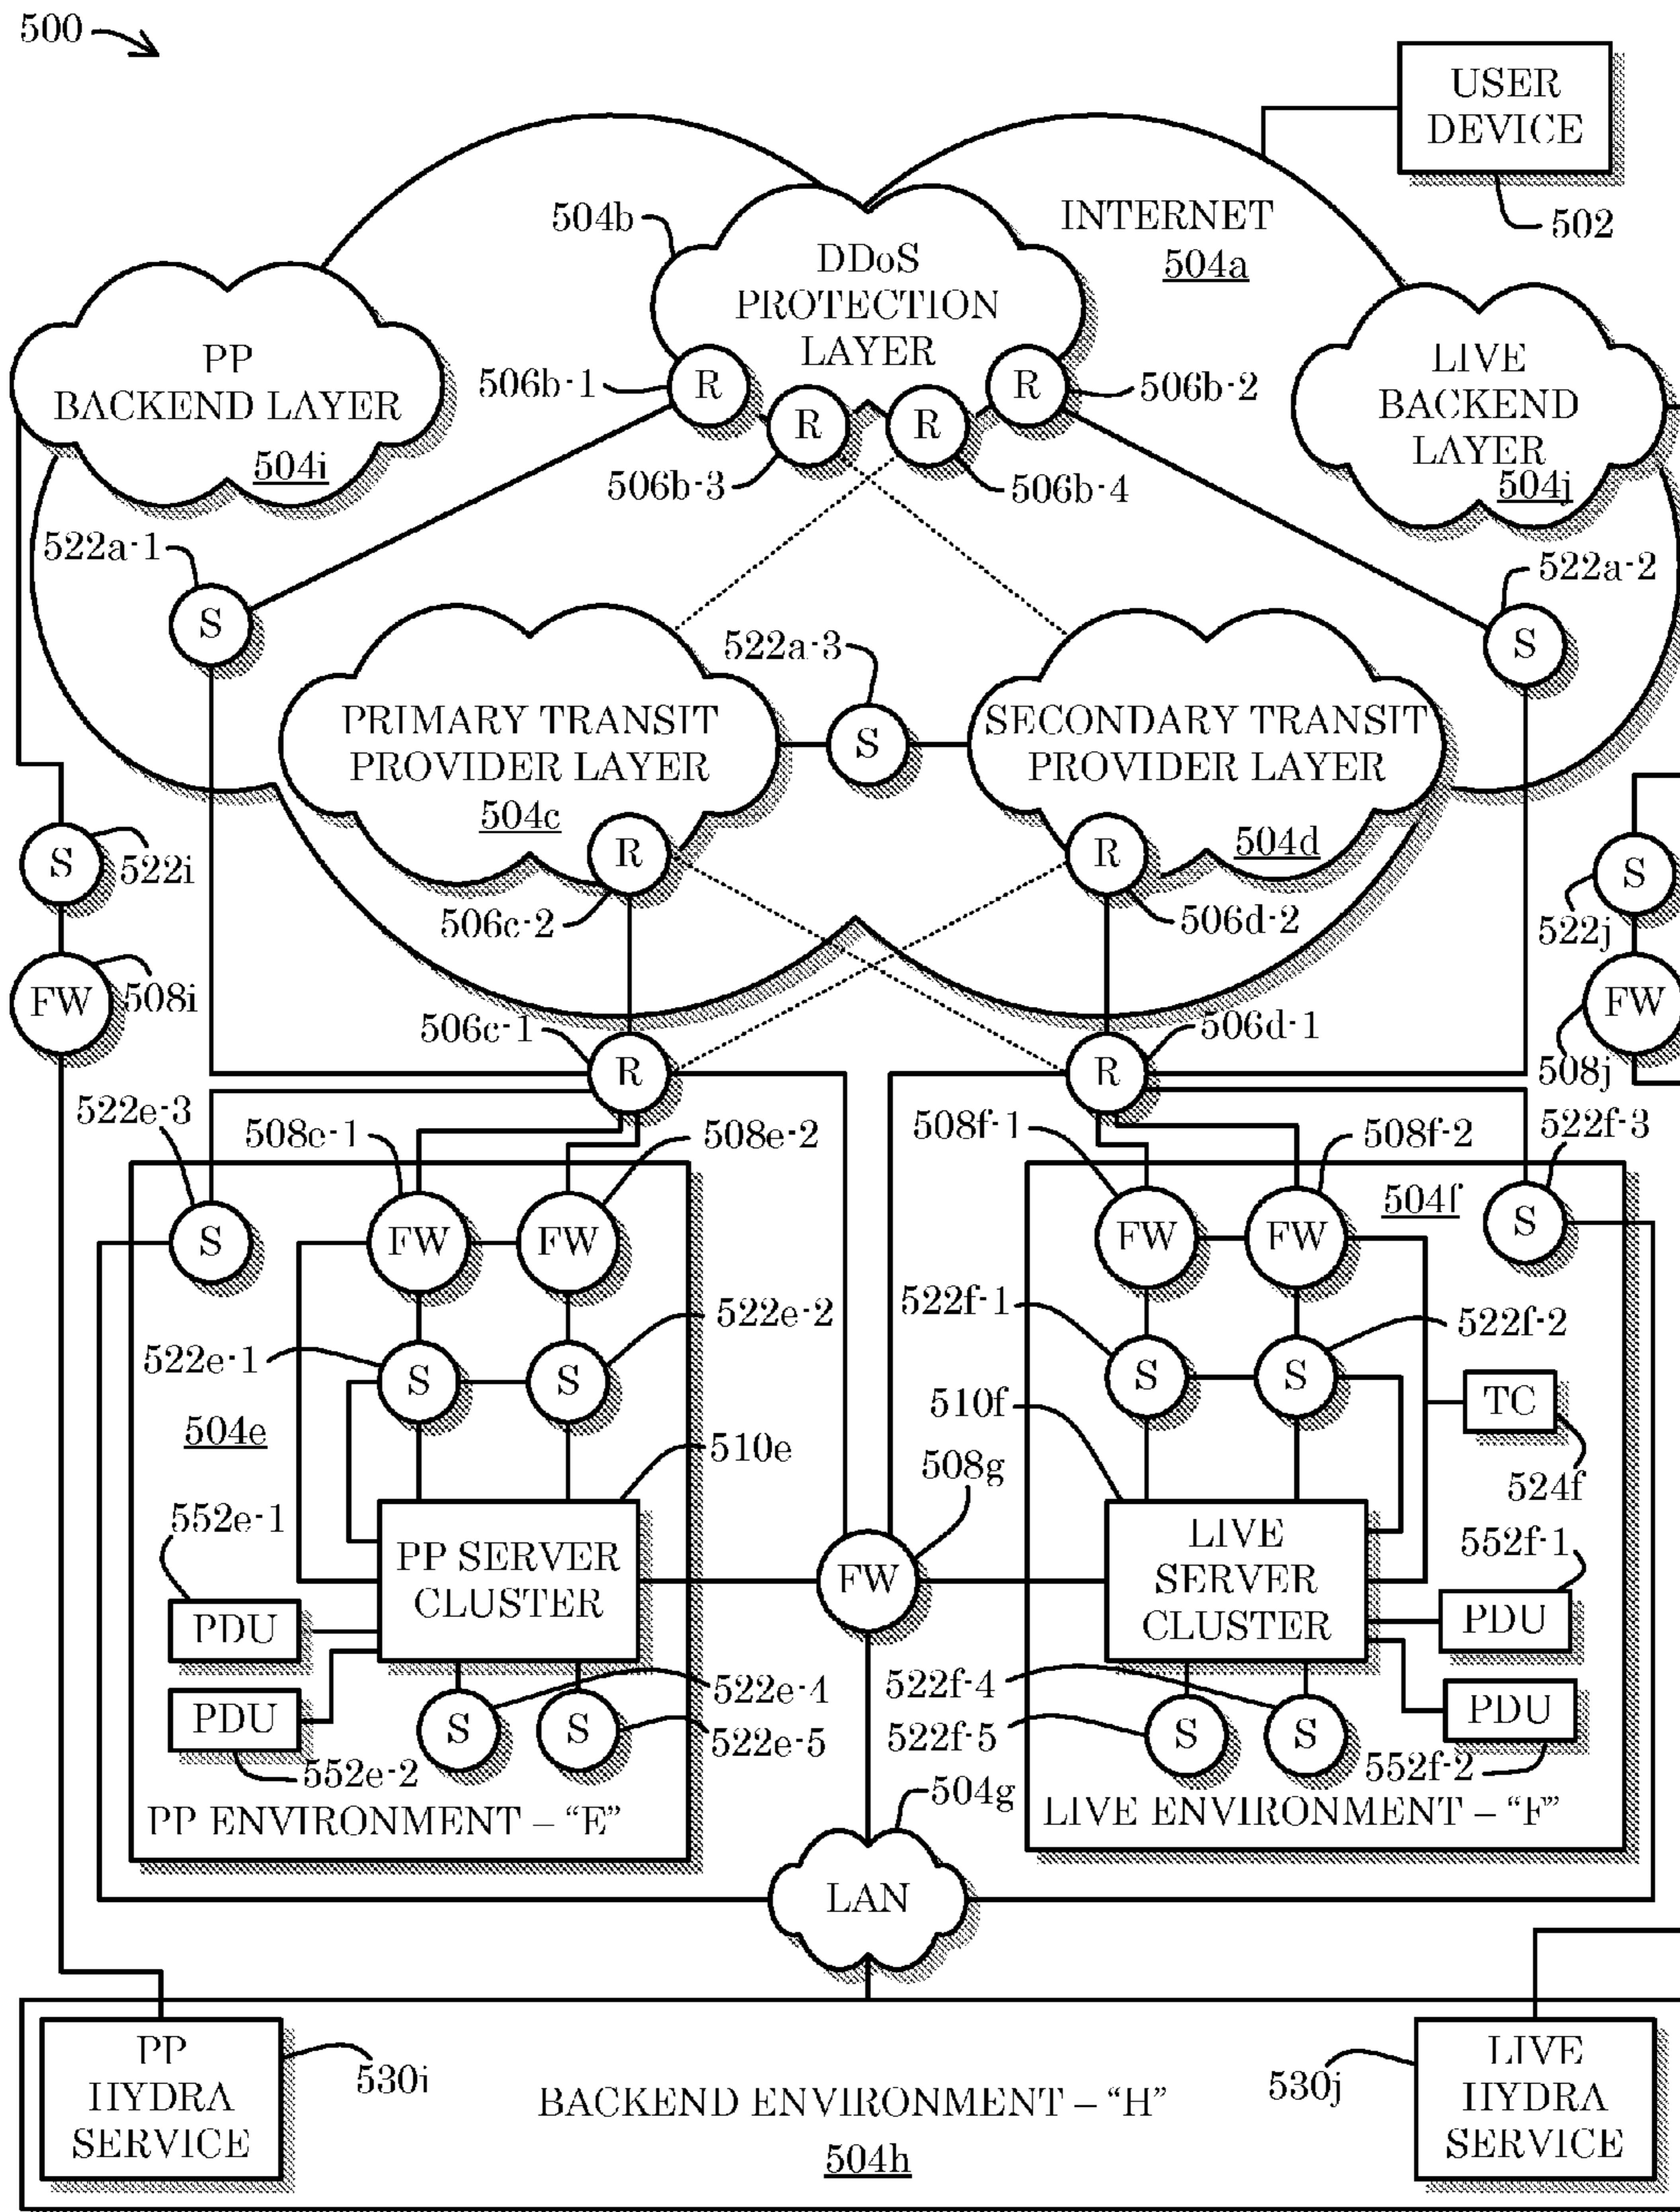 500
USER
DEVICE
502
INTERNET
504a
504b
DDoS
PROTECTION
LAYER
PP
BACKEND LAYER
504i
LIVE
BACKEND
LAYER
504j
506b-1
R
R
R
R
506b-2
506b-3
506b-4
522a-1
S
522a-2
S
522a-3
S
PRIMARY TRANSIT
PROVIDER LAYER
504c
R
SECONDARY TRANSIT
PROVIDER LAYER
504d
R
506c-2
506d-2
S
522i
FW
508i
S
522j
FW
508j
506c-1
R
506d-1
R
522e-3
508e-1
508e-2
508f-1
508f-2
522f-3
S
FW
FW
FW
FW
504f
S
522e-1
S
S
522e-2
522f-1
S
S
522f-2
504e
510e
510f
508g
TC
524f
552e-1
PDU
PP SERVER
CLUSTER
FW
LIVE
SERVER
CLUSTER
552f-1
PDU
PDU
552e-2
S
S
522e-4
522e-5
522f-4
522f-5
S
S
PDU
552f-2
PP ENVIRONMENT – “E”
504g
LIVE ENVIRONMENT – “F”
LAN
PP
HYDRA
SERVICE
530i
BACKEND ENVIRONMENT – “H”
504h
530j
LIVE
HYDRA
SERVICE